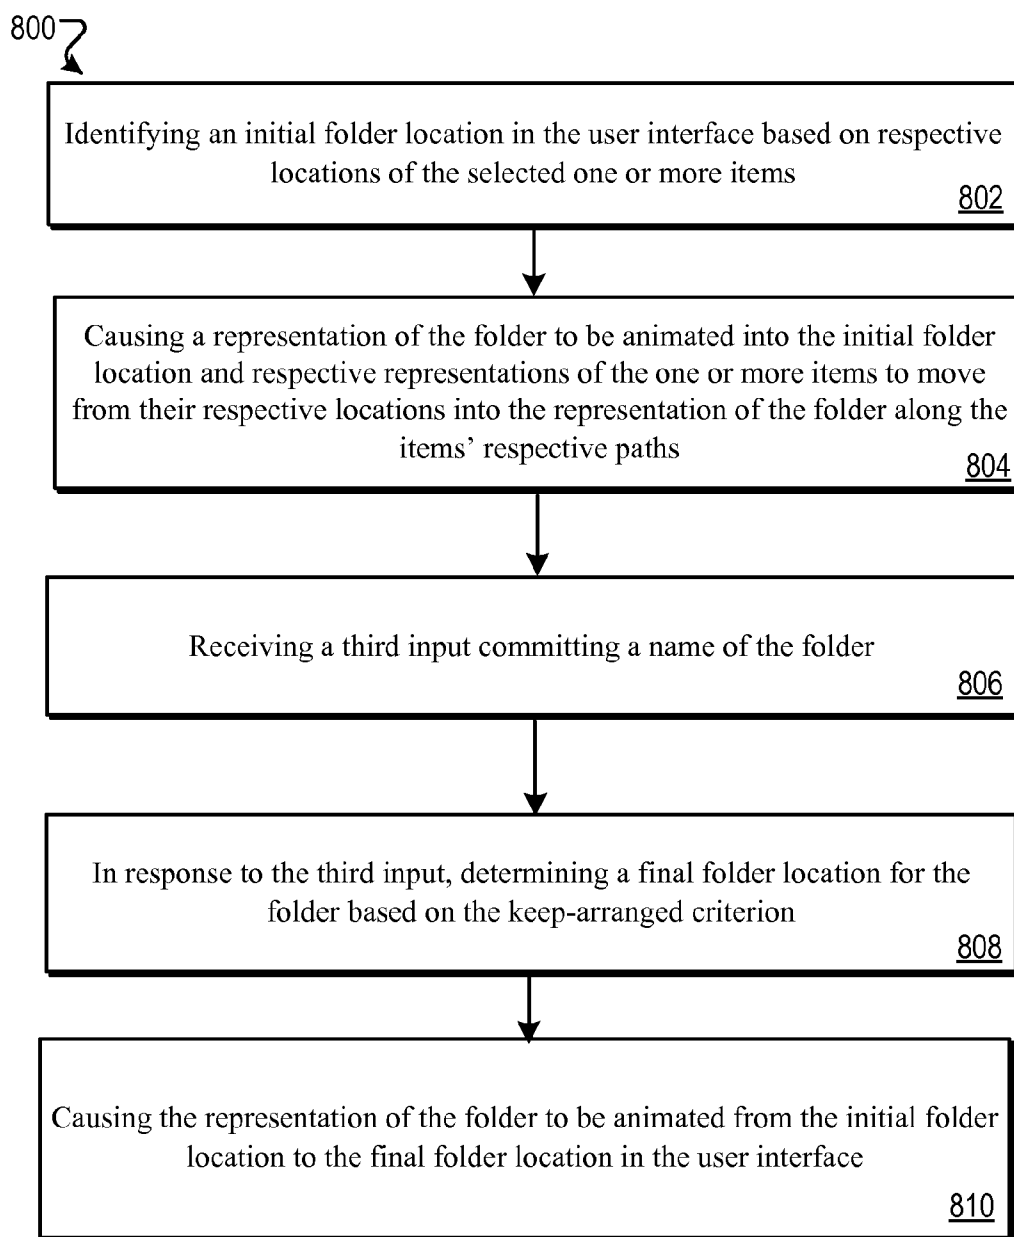 800
Identifying an initial folder location in the user interface based on respective
locations of the selected one or more items
802
Causing a representation of the folder to be animated into the initial folder
location and respective representations of the one or more items to move
from their respective locations into the representation of the folder along the
items’ respective paths
804
Receiving a third input committing a name of the folder
806
In response to the third input, determining a final folder location for the
folder based on the keep-arranged criterion
808
Causing the representation of the folder to be animated from the initial folder
location to the final folder location in the user interface
810